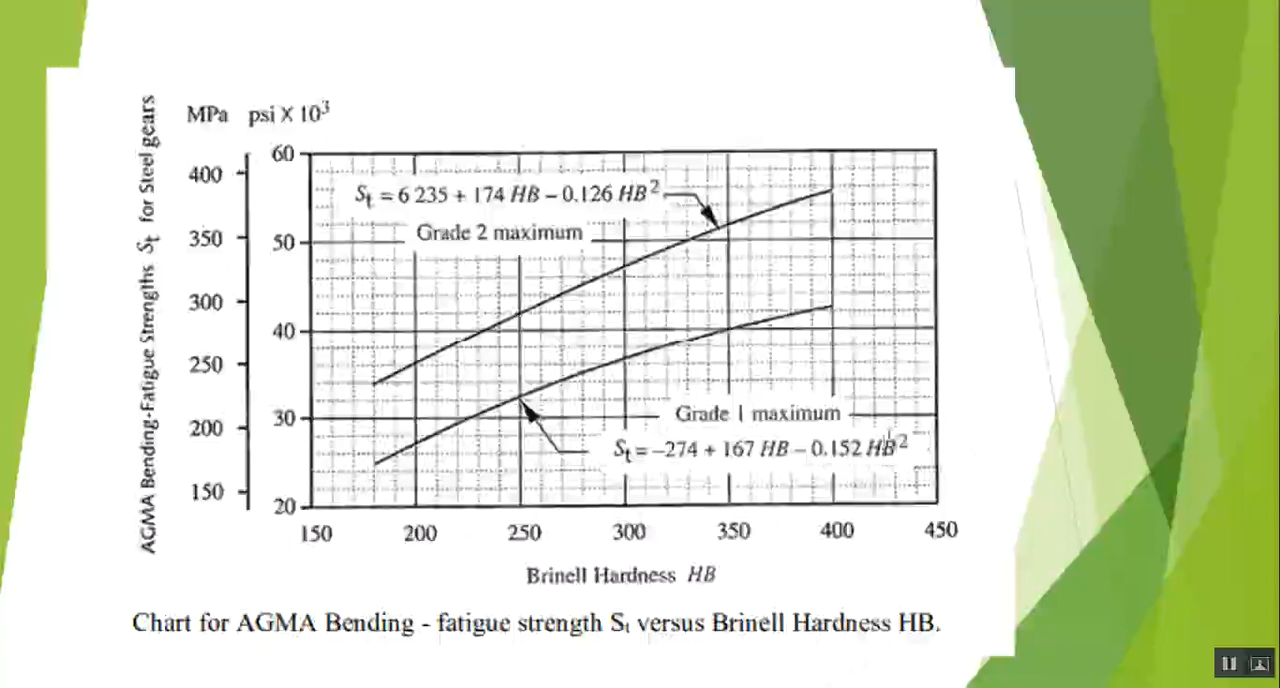 AGMA Bending-Fatigue Strengths St for Steel gears
MPa psi X 10³
60
400
St = 6 235 + 174 HB – 0.126 HB²
350
50
Grade 2 maximum
300
40
250
Grade 1 maximum
30
200
St = –274 + 167 HB – 0.152 HB²
150
20
150 200 250 300 350 400 450
Brinell Hardness HB
Chart for AGMA Bending - fatigue strength St versus Brinell Hardness HB.